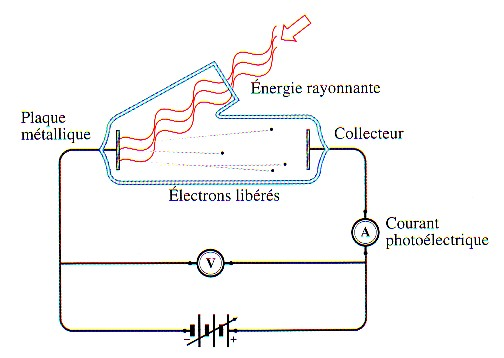 Énergie rayonnante
Plaque
métallique
Collecteur
Électrons libérés
Courant
photoélectrique
A
V
− +